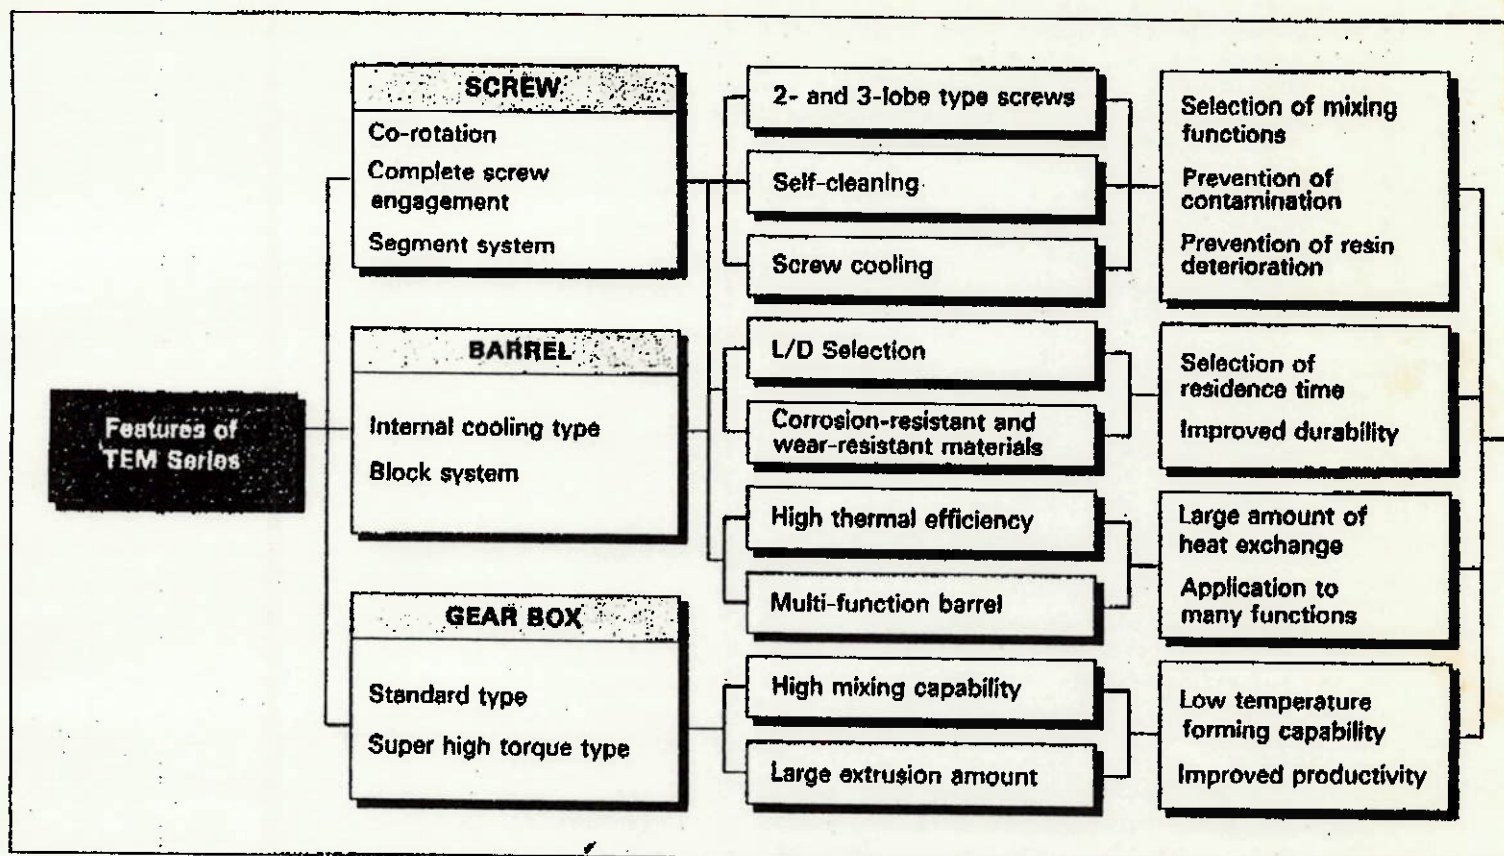 Features of
TEM Series
SCREW
Co-rotation
Complete screw
engagement
Segment system
BARREL
Internal cooling type
Block system
GEAR BOX
Standard type
Super high torque type
2- and 3-lobe type screws
Self-cleaning
Screw cooling
L/D Selection
Corrosion-resistant and
wear-resistant materials
High thermal efficiency
Multi-function barrel
High mixing capability
Large extrusion amount
Selection of mixing
functions
Prevention of
contamination
Prevention of resin
deterioration
Selection of
residence time
Improved durability
Large amount of
heat exchange
Application to
many functions
Low temperature
forming capability
Improved productivity